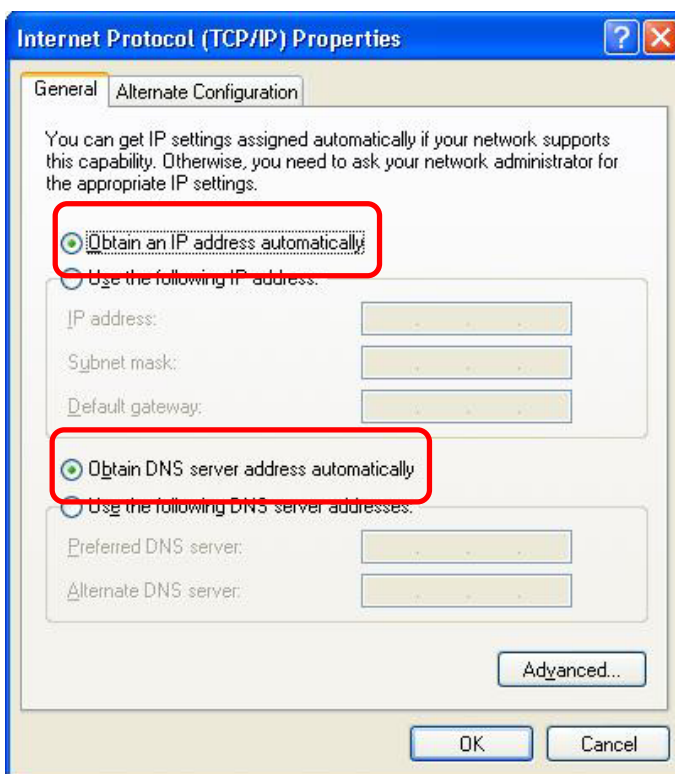 Internet Protocol (TCP/IP) Properties
General Alternate Configuration
You can get IP settings assigned automatically if your network supports
this capability. Otherwise, you need to ask your network administrator for
the appropriate IP settings.
Obtain an IP address automatically
Use the following IP address:
IP address:
Subnet mask:
Default gateway:
Obtain DNS server address automatically
Use the following DNS server addresses:
Preferred DNS server:
Alternate DNS server:
Advanced...
OK Cancel